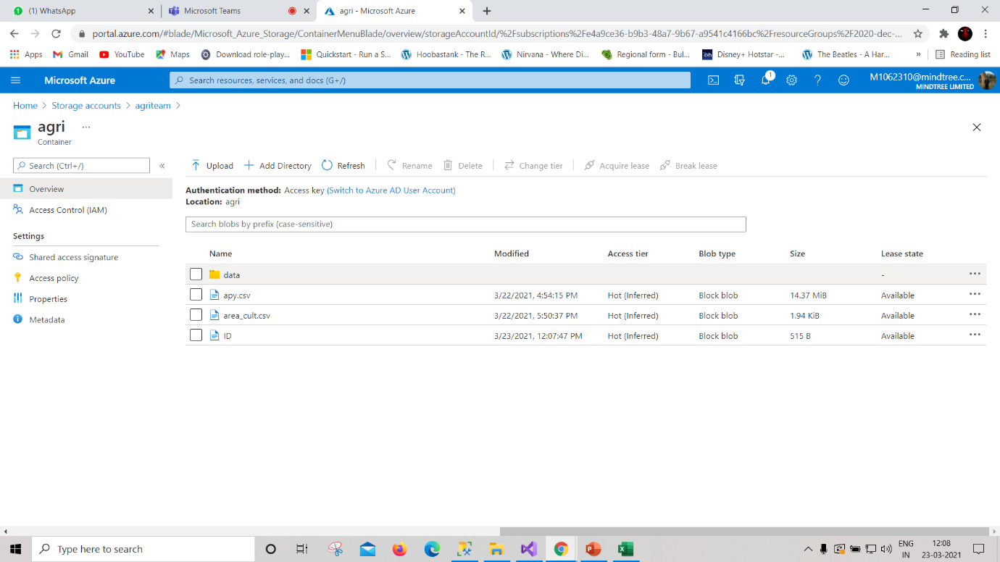 (1) WhatsApp
Microsoft Teams
agri - Microsoft Azure
portal.azure.com/#blade/Microsoft_Azure_Storage/ContainerMenuBlade/overview/storageAccountId/%2Fsubscriptions%2Fe4a9ce36-b9b3-48a7-9b67-a9541c4166bc%2FresourceGroups%2F2020-dec-...
Apps Gmail YouTube Maps Download role-play... Quickstart - Run a S... Hoobastank - The R... Nirvana - Where Di... Regional form - Bul... Disney+ Hotstar -... The Beatles - A Har... » Reading list
Microsoft Azure
Search resources, services, and docs (G+/)
1
M1062310@mindtree.c...
MINDTREE LIMITED
Home > Storage accounts > agriteam >
agri ...
Container
Search (Ctrl+/) «
Overview
Access Control (IAM)
Settings
Shared access signature
Access policy
Properties
Metadata
Upload Add Directory Refresh Rename Delete Change tier Acquire lease Break lease
Authentication method: Access key (Switch to Azure AD User Account)
Location: agri
Search blobs by prefix (case-sensitive)
Name Modified Access tier Blob type Size Lease state
data - ...
apy.csv 3/22/2021, 4:54:15 PM Hot (Inferred) Block blob 14.37 MiB Available ...
area_cult.csv 3/22/2021, 5:50:37 PM Hot (Inferred) Block blob 1.94 KiB Available ...
ID 3/23/2021, 12:07:47 PM Hot (Inferred) Block blob 515 B Available ...
Type here to search
ENG
IN
12:08
23-03-2021